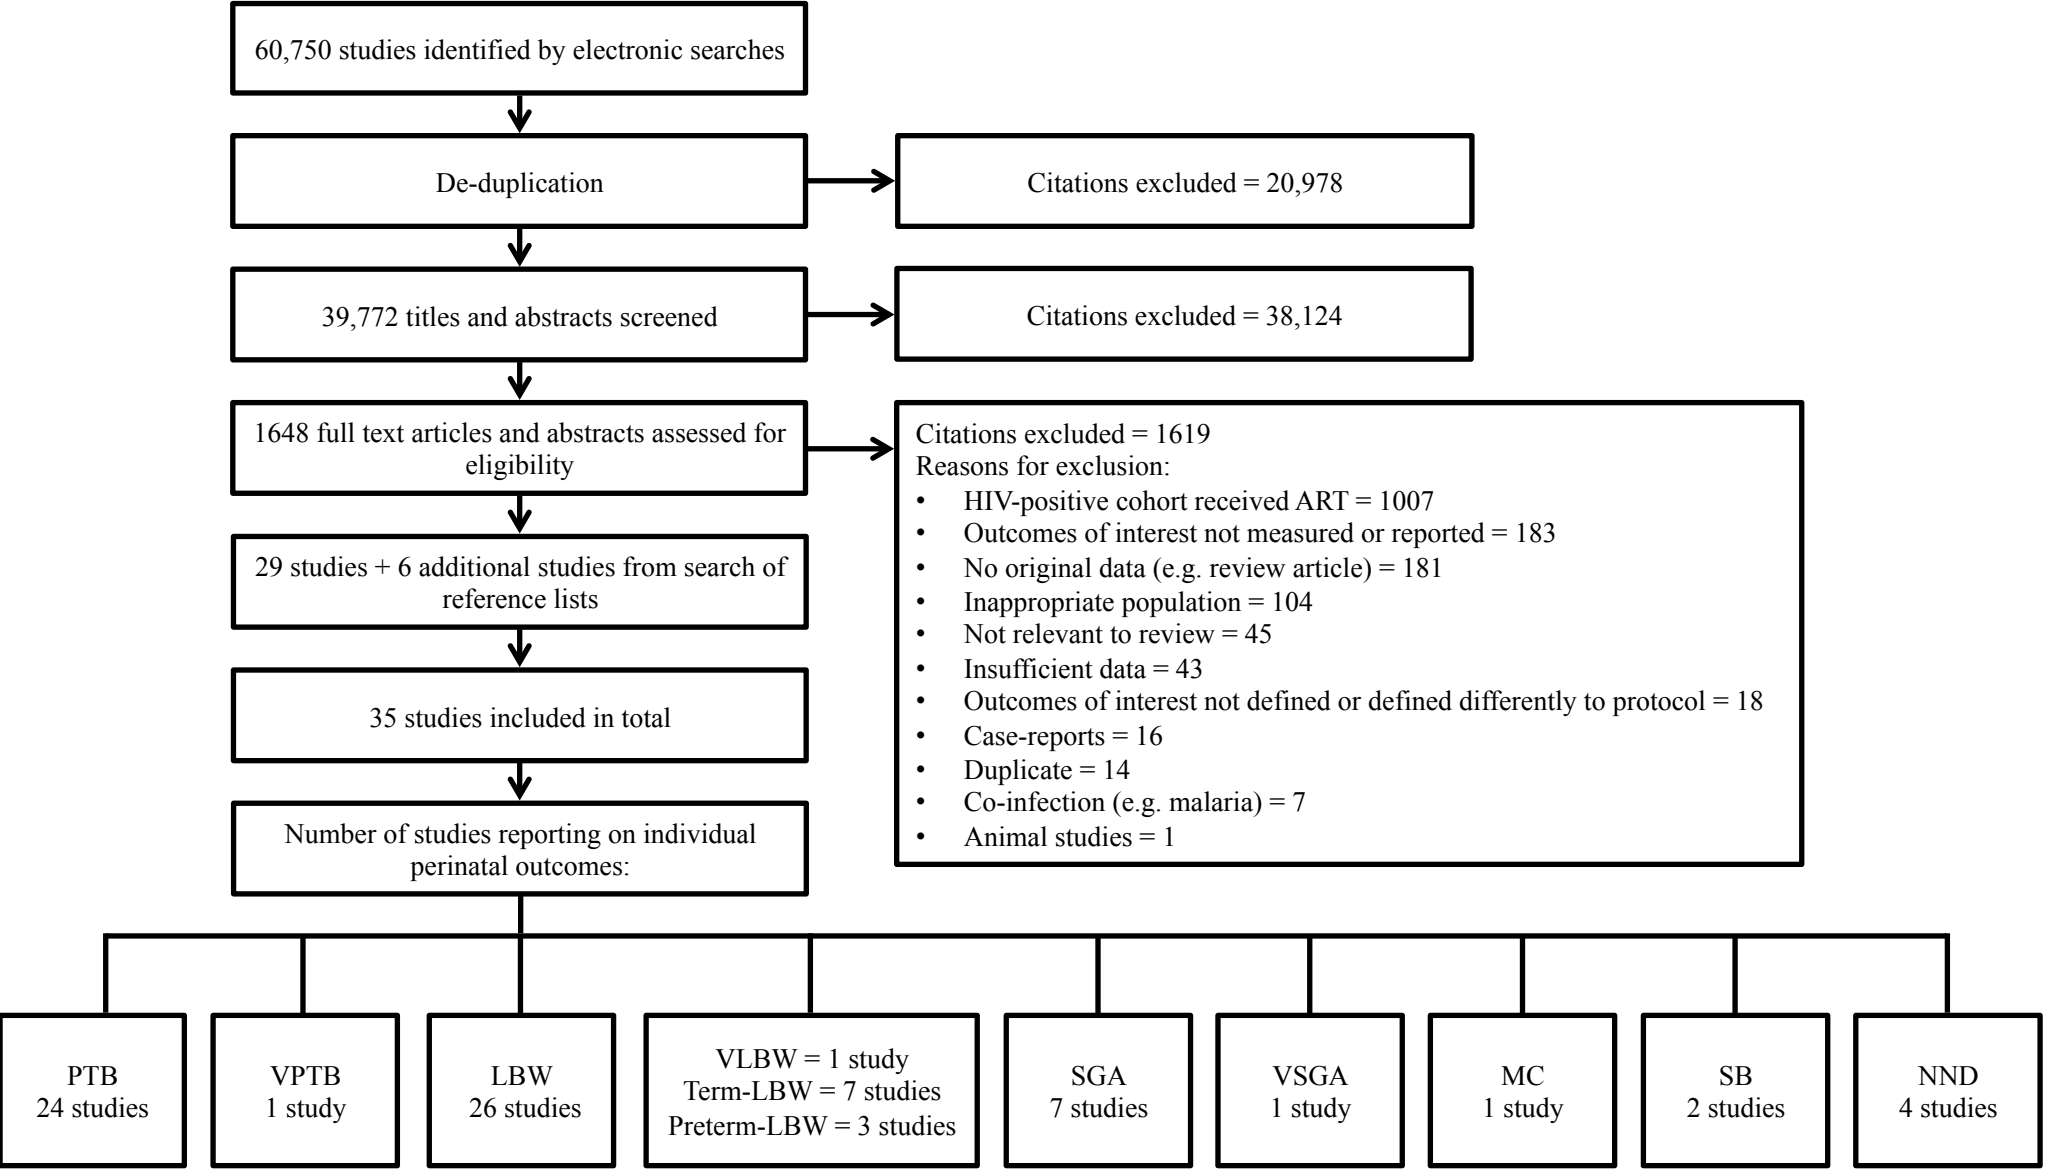 60,750 studies identified by electronic searches
De-duplication
Citations excluded = 20,978
39,772 titles and abstracts screened
Citations excluded = 38,124
1648 full text articles and abstracts assessed for
eligibility
Citations excluded = 1619
Reasons for exclusion:
• HIV-positive cohort received ART = 1007
• Outcomes of interest not measured or reported = 183
• No original data (e.g. review article) = 181
• Inappropriate population = 104
• Not relevant to review = 45
• Insufficient data = 43
• Outcomes of interest not defined or defined differently to protocol = 18
• Case-reports = 16
• Duplicate = 14
• Co-infection (e.g. malaria) = 7
• Animal studies = 1
29 studies + 6 additional studies from search of
reference lists
35 studies included in total
Number of studies reporting on individual
perinatal outcomes:
PTB
24 studies
VPTB
1 study
LBW
26 studies
VLBW = 1 study
Term-LBW = 7 studies
Preterm-LBW = 3 studies
SGA
7 studies
VSGA
1 study
MC
1 study
SB
2 studies
NND
4 studies